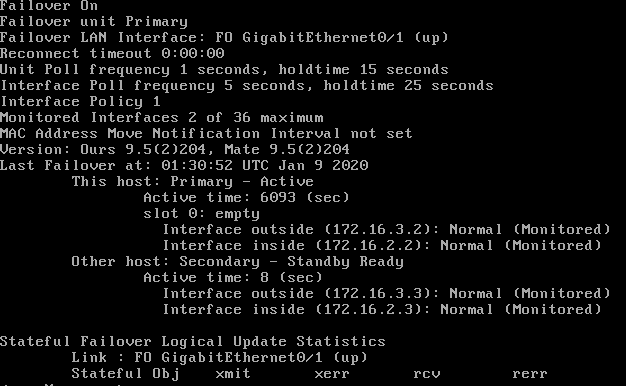 Failover On
Failover unit Primary
Failover LAN Interface: FO GigabitEthernet0/1 (up)
Reconnect timeout 0:00:00
Unit Poll frequency 1 seconds, holdtime 15 seconds
Interface Poll frequency 5 seconds, holdtime 25 seconds
Interface Policy 1
Monitored Interfaces 2 of 36 maximum
MAC Address Move Notification Interval not set
Version: Ours 9.5(2)204, Mate 9.5(2)204
Last Failover at: 01:30:52 UTC Jan 9 2020
This host: Primary - Active
Active time: 6093 (sec)
slot 0: empty
Interface outside (172.16.3.2): Normal (Monitored)
Interface inside (172.16.2.2): Normal (Monitored)
Other host: Secondary - Standby Ready
Active time: 8 (sec)
Interface outside (172.16.3.3): Normal (Monitored)
Interface inside (172.16.2.3): Normal (Monitored)
Stateful Failover Logical Update Statistics
Link : FO GigabitEthernet0/1 (up)
Stateful Obj xmit xerr rcv rerr